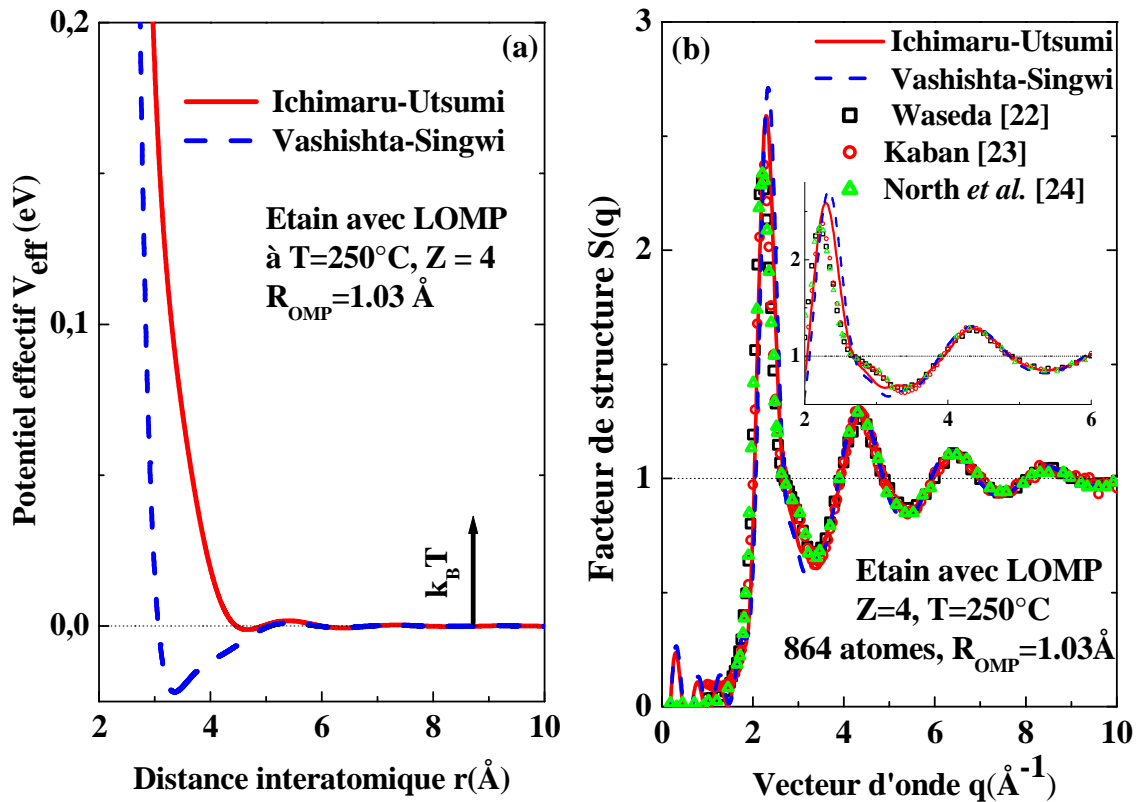 (a)
0,2
0,1
0,0
Potentiel effectif V_eff (eV)
Ichimaru-Utsumi
Vashishta-Singwi
Etain avec LOMP
à T=250°C, Z = 4
R_OMP=1.03 Å
k_BT
2 4 6 8 10
Distance interatomique r(Å)
(b)
3
2
1
0
Facteur de structure S(q)
Ichimaru-Utsumi
Vashishta-Singwi
Waseda [22]
Kaban [23]
North et al. [24]
2
1
2 4 6
Etain avec LOMP
Z=4, T=250°C
864 atomes, R_OMP=1.03Å
0 2 4 6 8 10
Vecteur d'onde q(Å⁻¹)